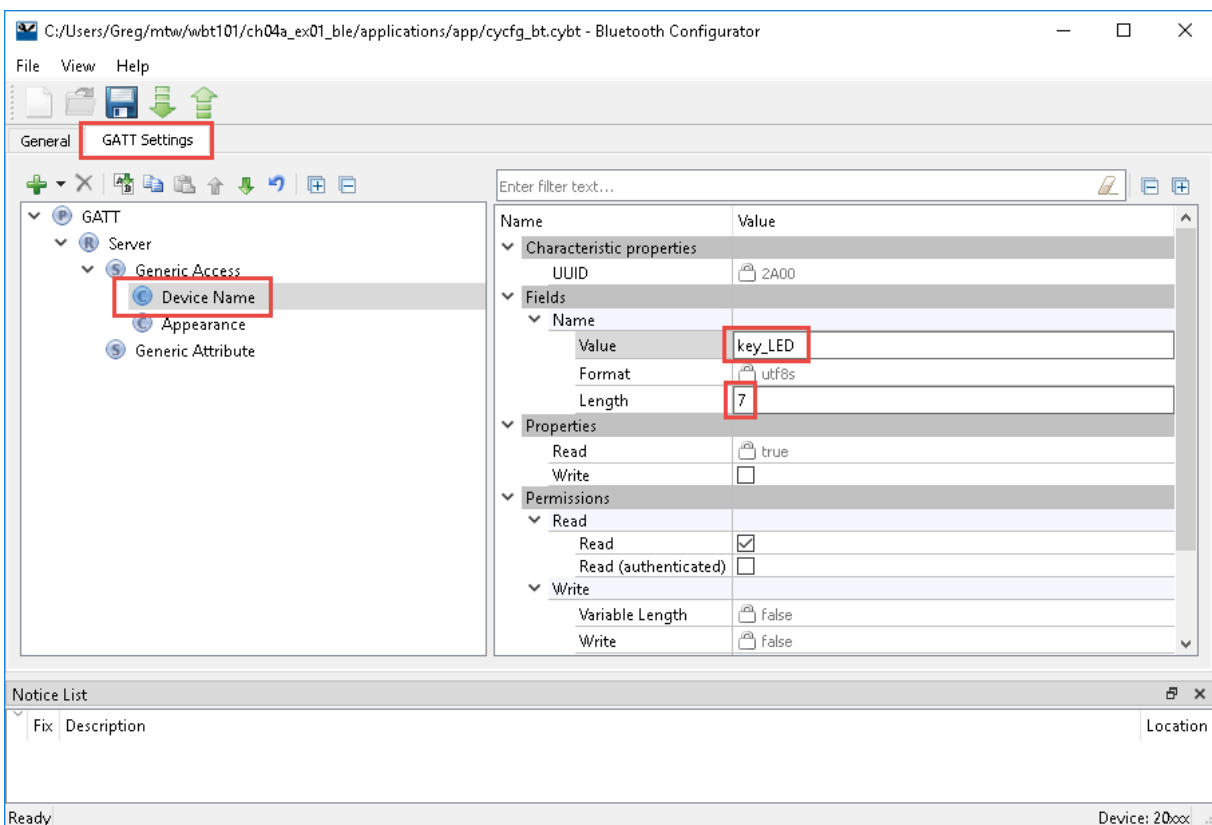 C:/Users/Greg/mtw/wbt101/ch04a_ex01_ble/applications/app/cycfg_bt.cybt - Bluetooth Configurator
File View Help
General GATT Settings
Enter filter text...
P GATT
R Server
S Generic Access
C Device Name
C Appearance
S Generic Attribute
Name Value
Characteristic properties
UUID 2A00
Fields
Name
Value key_LED
Format utf8s
Length 7
Properties
Read true
Write
Permissions
Read
Read
Read (authenticated)
Write
Variable Length false
Write false
Notice List
Fix Description Location
Ready Device: 20xxx